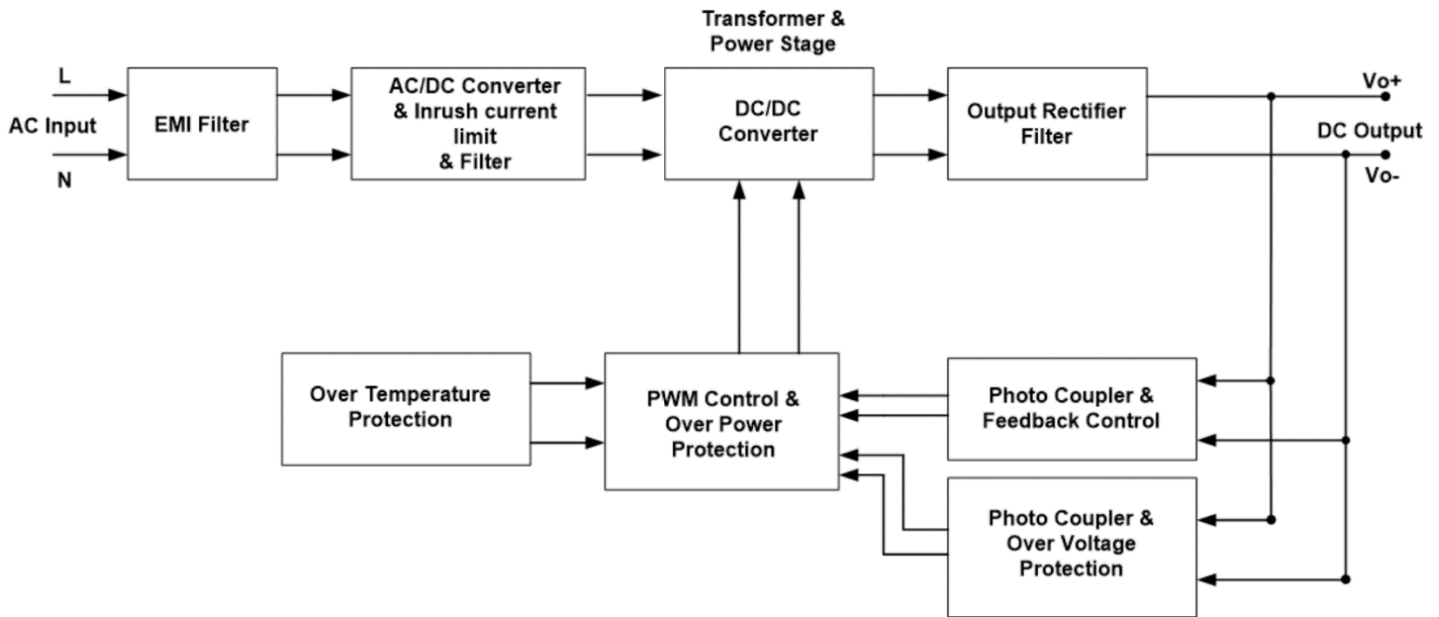 Transformer &
Power Stage
L
AC Input
N
EMI Filter
AC/DC Converter
& Inrush current
limit
& Filter
DC/DC
Converter
Output Rectifier
Filter
Vo+
DC Output
Vo-
Over Temperature
Protection
PWM Control &
Over Power
Protection
Photo Coupler &
Feedback Control
Photo Coupler &
Over Voltage
Protection